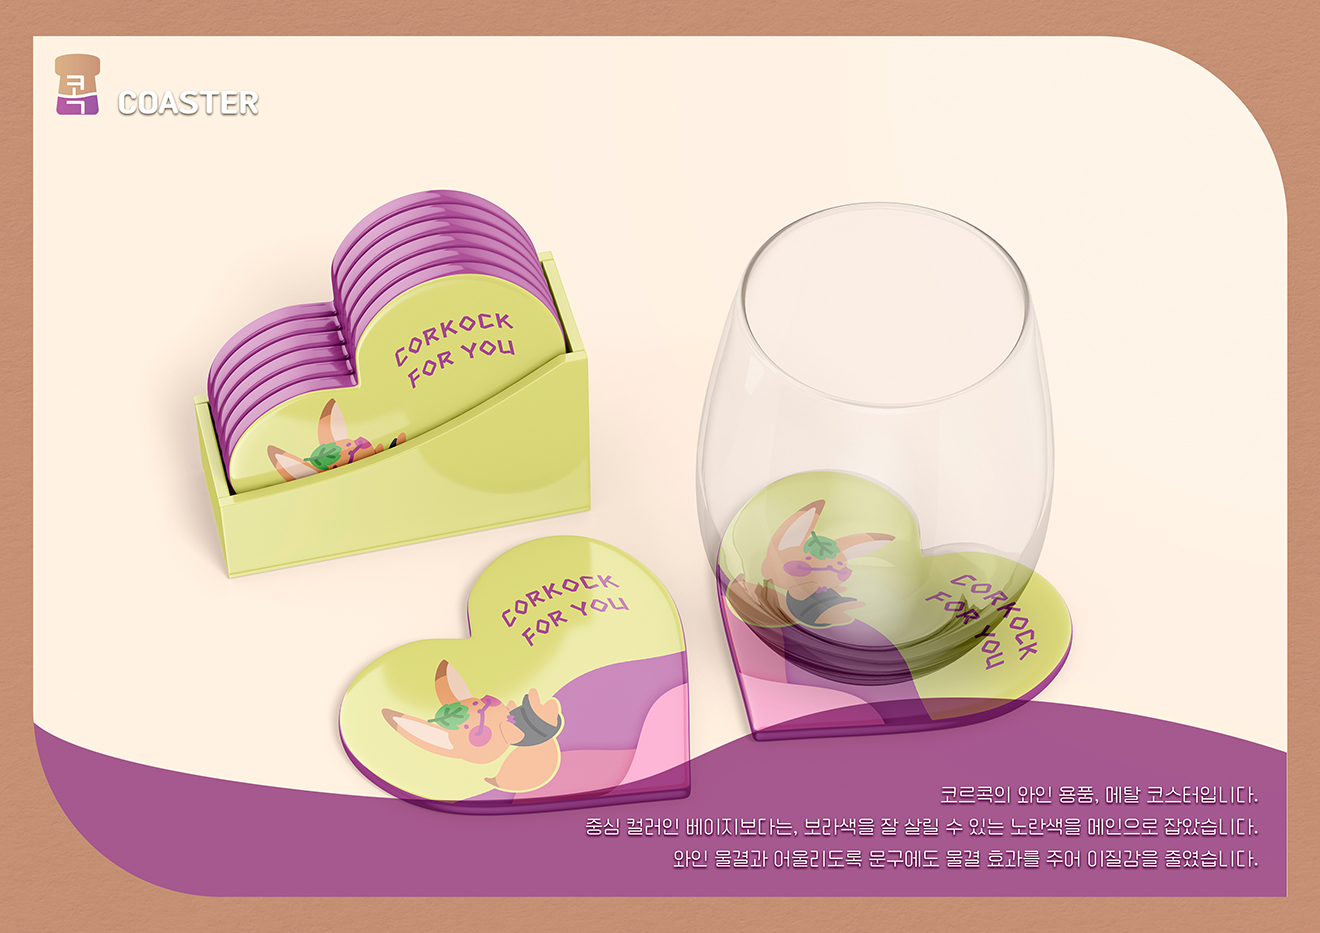 콕
COASTER
CORKOCK
FOR YOU
CORKOCK
FOR YOU
CORKOCK
FOR YOU
코르콕의 와인 용품, 메탈 코스터입니다.
중심 컬러인 베이지보다는, 보라색을 잘 살릴 수 있는 노란색을 메인으로 잡았습니다.
와인 물결과 어울리도록 문구에도 물결 효과를 주어 이질감을 줄였습니다.